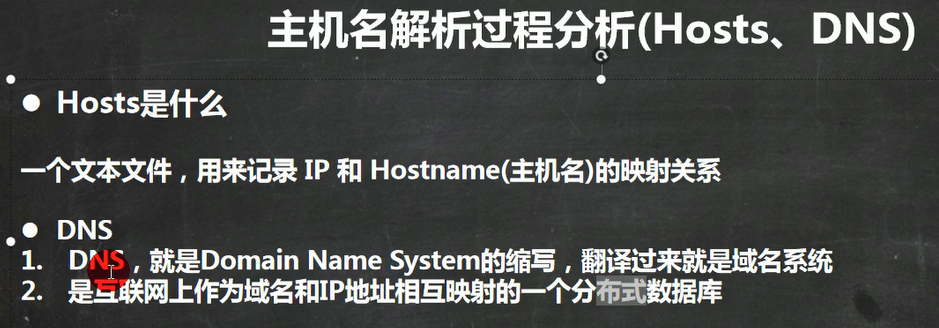 主机名解析过程分析(Hosts、DNS)
● Hosts是什么
一个文本文件，用来记录 IP 和 Hostname(主机名)的映射关系
● DNS
1. DNS，就是Domain Name System的缩写，翻译过来就是域名系统
2. 是互联网上作为域名和IP地址相互映射的一个分布式数据库